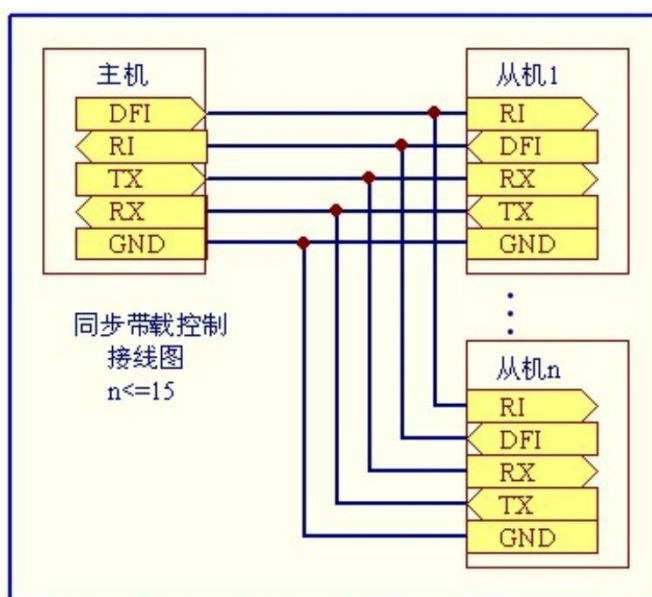 主机
DFI
RI
TX
RX
GND
从机1
RI
DFI
RX
TX
GND
同步带载控制
接线图
n<=15
从机n
RI
DFI
RX
TX
GND